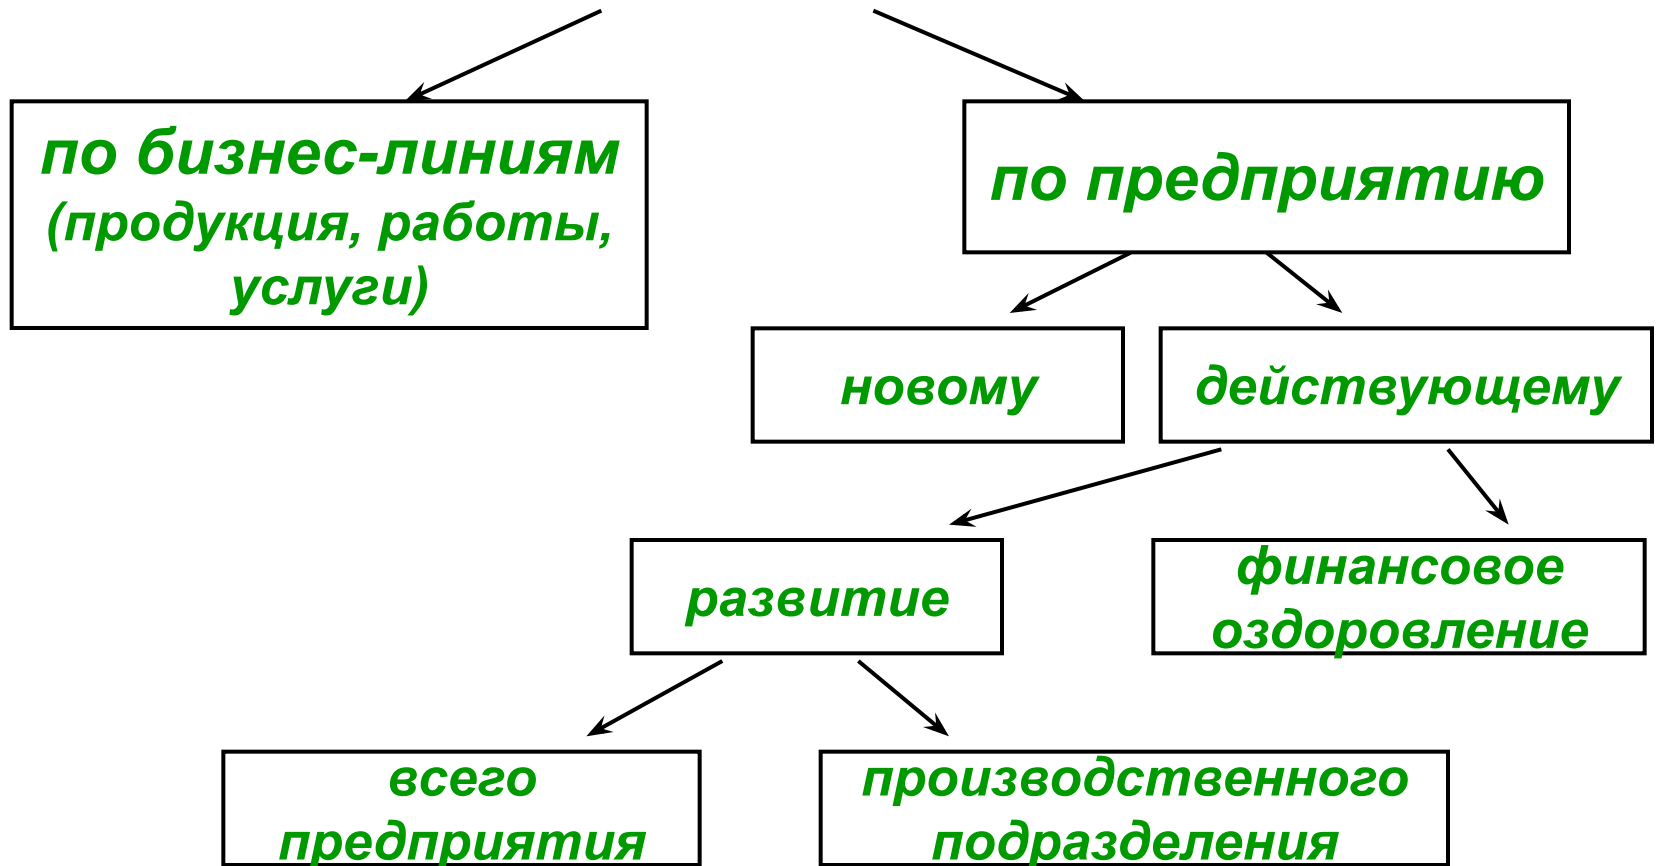 по бизнес-линиям
(продукция, работы,
услуги)
по предприятию
новому
действующему
развитие
финансовое
оздоровление
всего
предприятия
производственного
подразделения